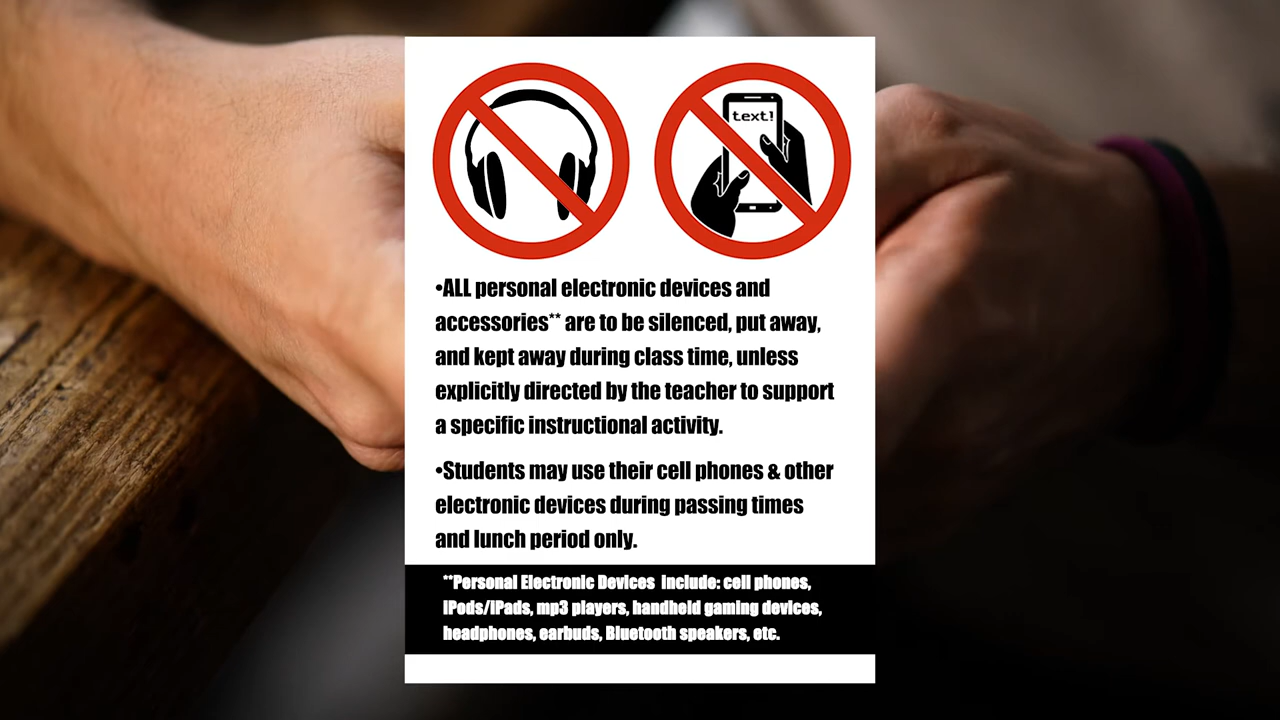 text!
•ALL personal electronic devices and
accessories** are to be silenced, put away,
and kept away during class time, unless
explicitly directed by the teacher to support
a specific instructional activity.
•Students may use their cell phones & other
electronic devices during passing times
and lunch period only.
**Personal Electronic Devices include: cell phones,
iPods/iPads, mp3 players, handheld gaming devices,
headphones, earbuds, Bluetooth speakers, etc.